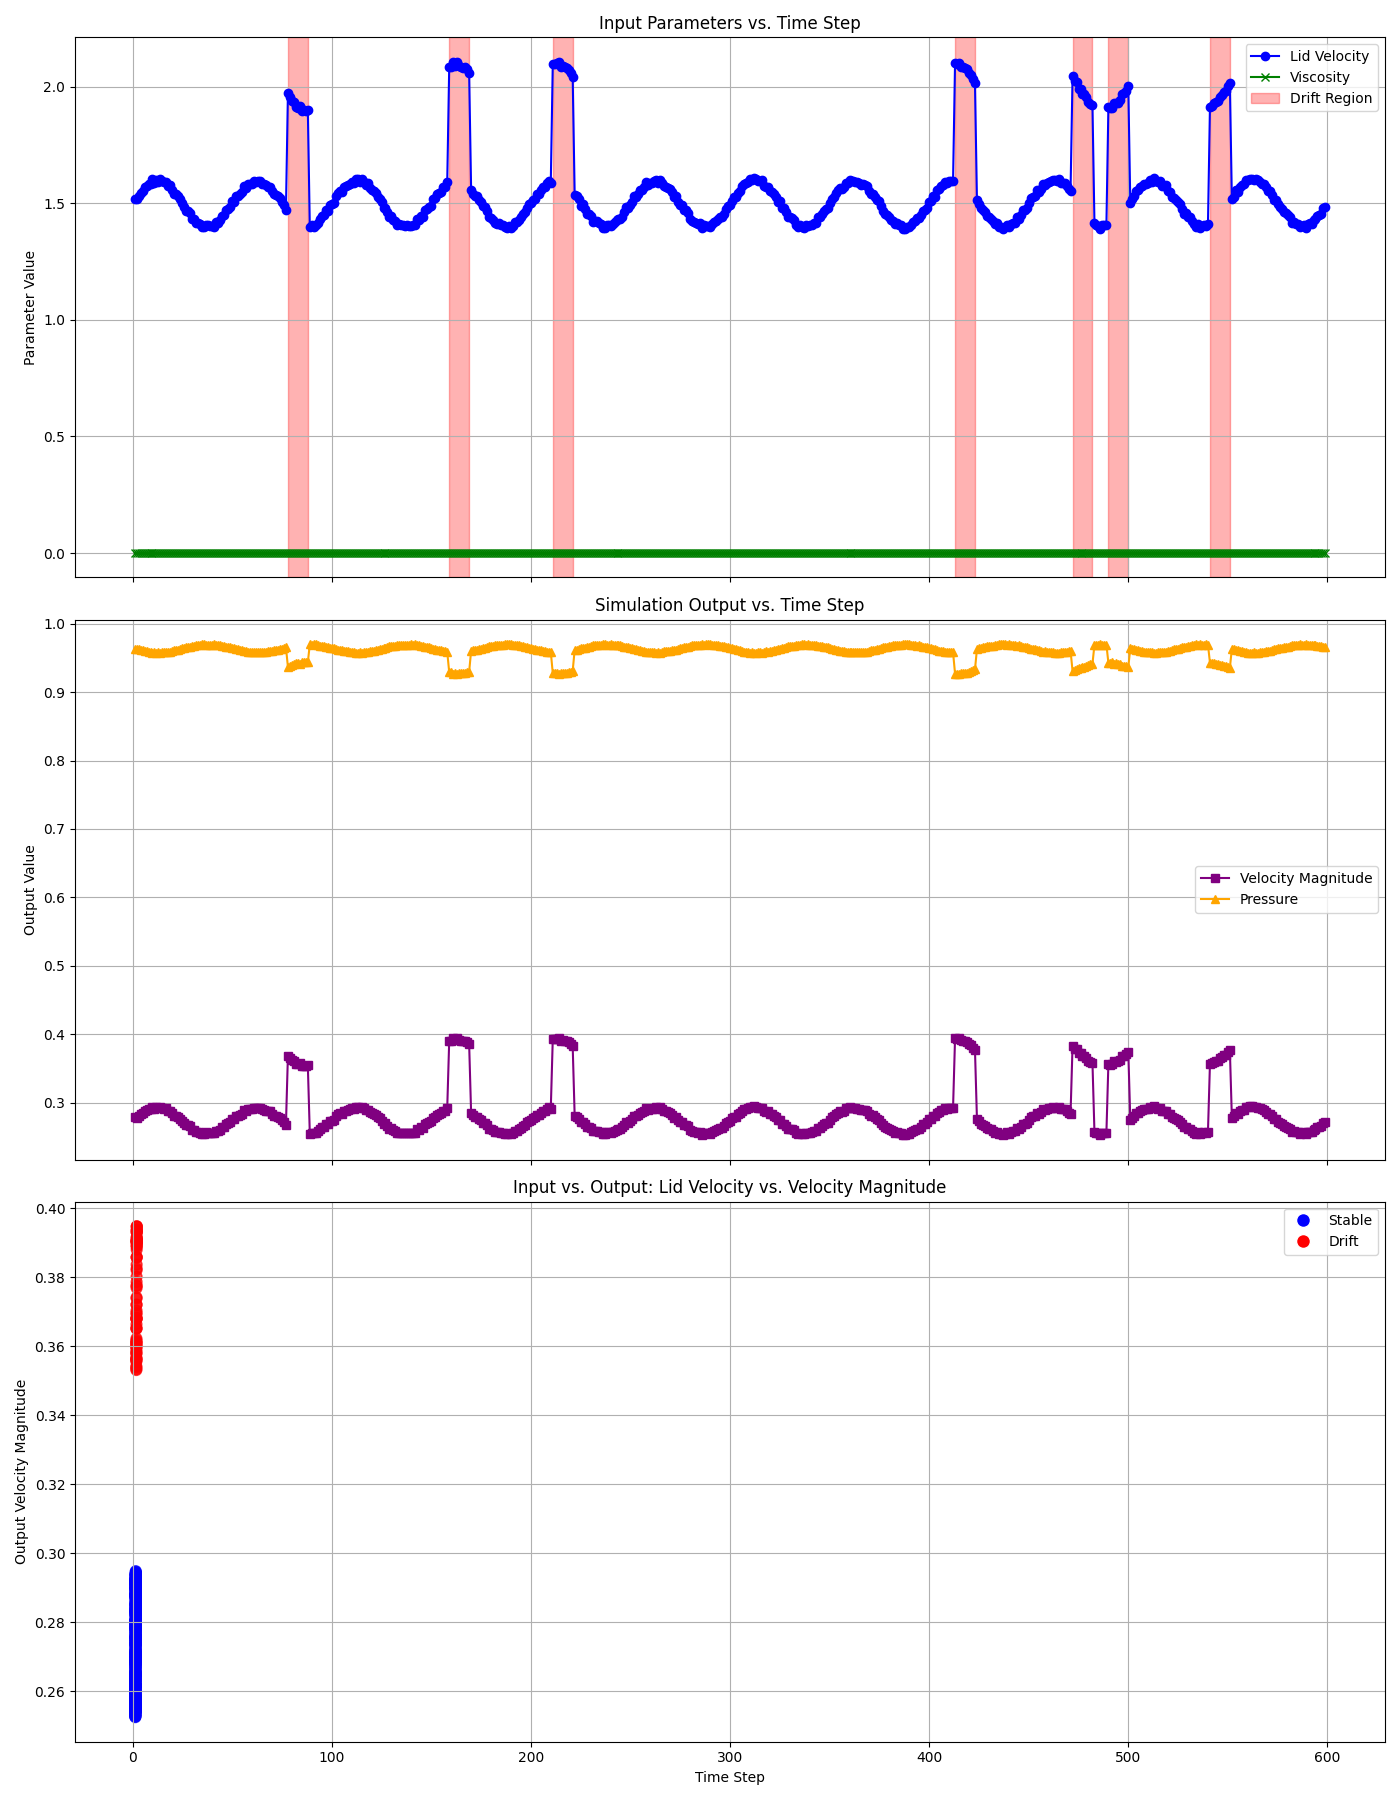 Input Parameters vs. Time Step
Lid Velocity
Viscosity
Drift Region
Parameter Value
2.0
1.5
1.0
0.5
0.0
Simulation Output vs. Time Step
Output Value
1.0
0.9
0.8
0.7
0.6
0.5
0.4
0.3
Velocity Magnitude
Pressure
Input vs. Output: Lid Velocity vs. Velocity Magnitude
Stable
Drift
Output Velocity Magnitude
0.40
0.38
0.36
0.34
0.32
0.30
0.28
0.26
0 100 200 300 400 500 600
Time Step